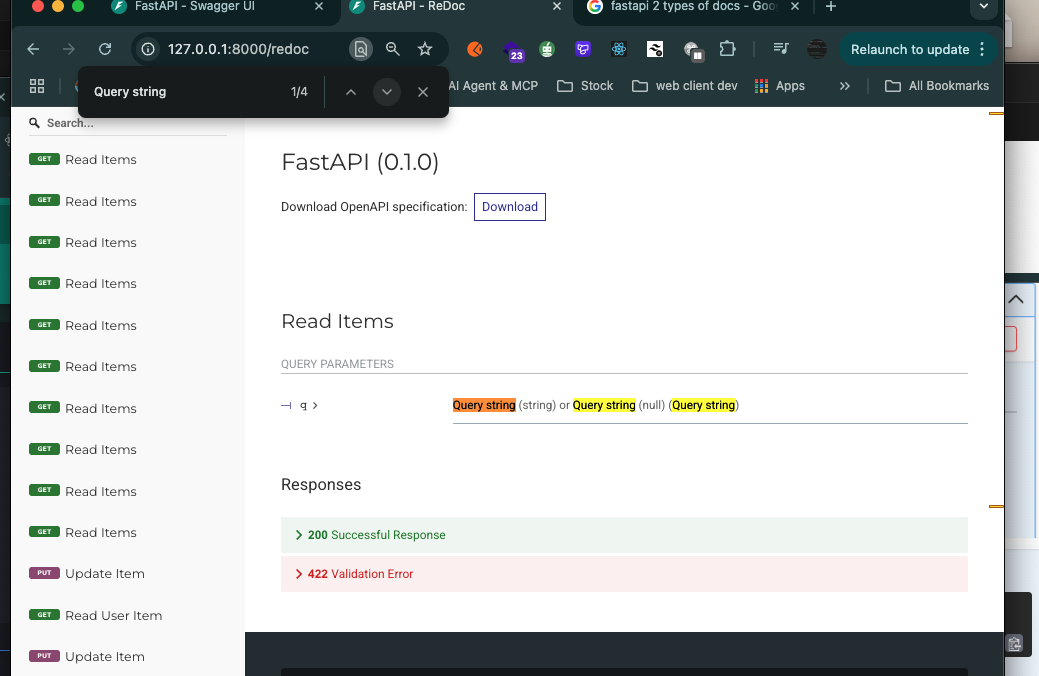 FastAPI - Swagger UI
FastAPI - ReDoc
fastapi 2 types of docs - Goo
127.0.0.1:8000/redoc
23
Relaunch to update
AI Agent & MCP
Stock
web client dev
Apps
All Bookmarks
Query string
1/4
Search...
GET Read Items
GET Read Items
GET Read Items
GET Read Items
GET Read Items
GET Read Items
GET Read Items
GET Read Items
GET Read Items
GET Read Items
PUT Update Item
GET Read User Item
PUT Update Item
FastAPI (0.1.0)
Download OpenAPI specification: Download
Read Items
QUERY PARAMETERS
q
Query string (string) or Query string (null) (Query string)
Responses
200 Successful Response
422 Validation Error